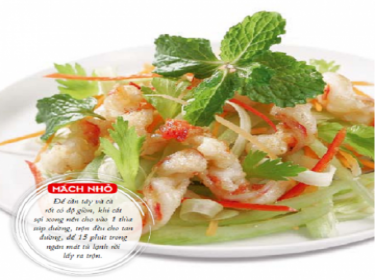 MÁCH NHỎ
Để cần tây và cà
rốt có độ giòn, khi cắt
sợi xong nên cho vào 1 thìa
súp đường, trộn đều cho tan
đường, để 15 phút trong
ngăn mát tủ lạnh rồi
lấy ra trộn.